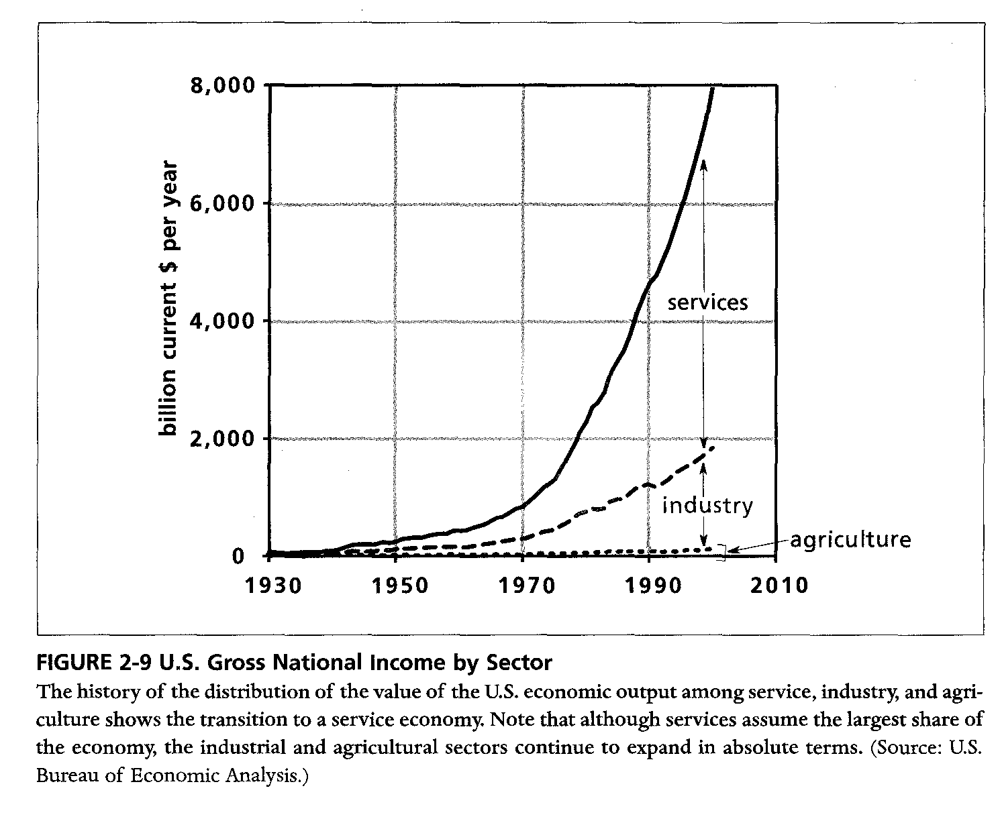 8,000
6,000
4,000
2,000
0
billion current $ per year
services
industry
agriculture
1930 1950 1970 1990 2010
FIGURE 2-9 U.S. Gross National Income by Sector
The history of the distribution of the value of the U.S. economic output among service, industry, and agri-
culture shows the transition to a service economy. Note that although services assume the largest share of
the economy, the industrial and agricultural sectors continue to expand in absolute terms. (Source: U.S.
Bureau of Economic Analysis.)